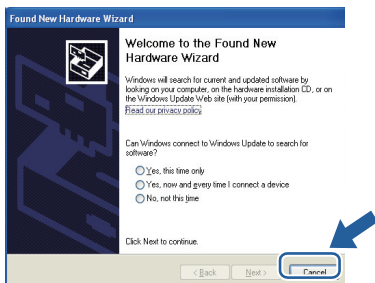 Found New Hardware Wizard
Welcome to the Found New
Hardware Wizard
Windows will search for current and updated software by
looking on your computer, on the hardware installation CD, or on
the Windows Update Web site (with your permission).
Read our privacy policy
Can Windows connect to Windows Update to search for
software?
Yes, this time only
Yes, now and every time I connect a device
No, not this time
Click Next to continue.
< Back Next > Cancel